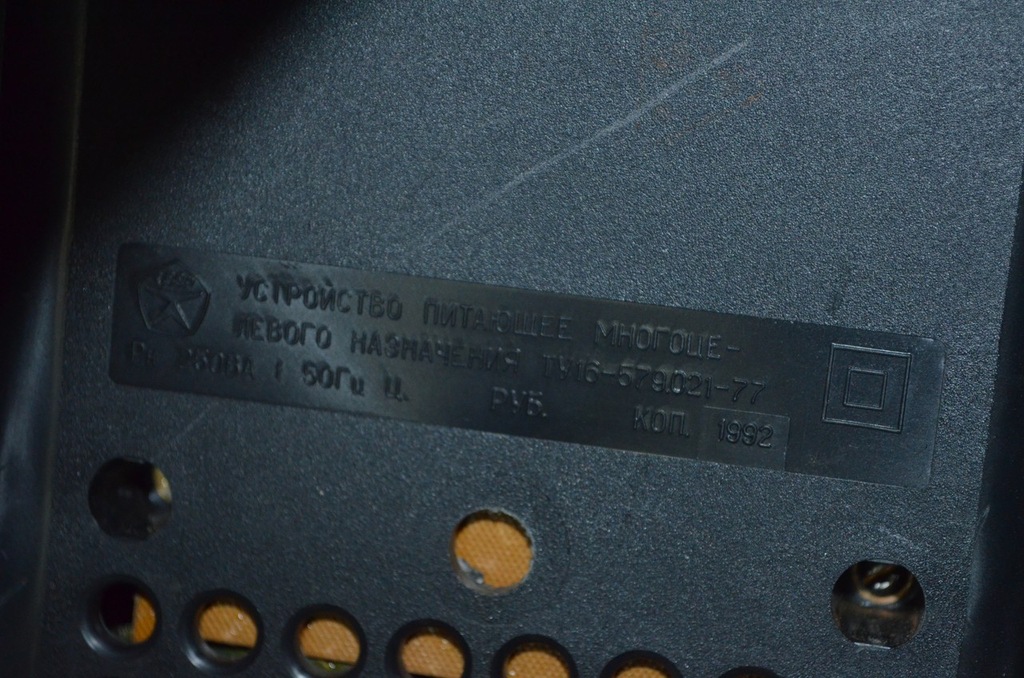 УСТРОЙСТВО ПИТАЮЩЕЕ МНОГОЦЕ-
ЛЕВОГО НАЗНАЧЕНИЯ ТУ16-579.021-77
50Гц Ц. РУБ. КОП. 1992